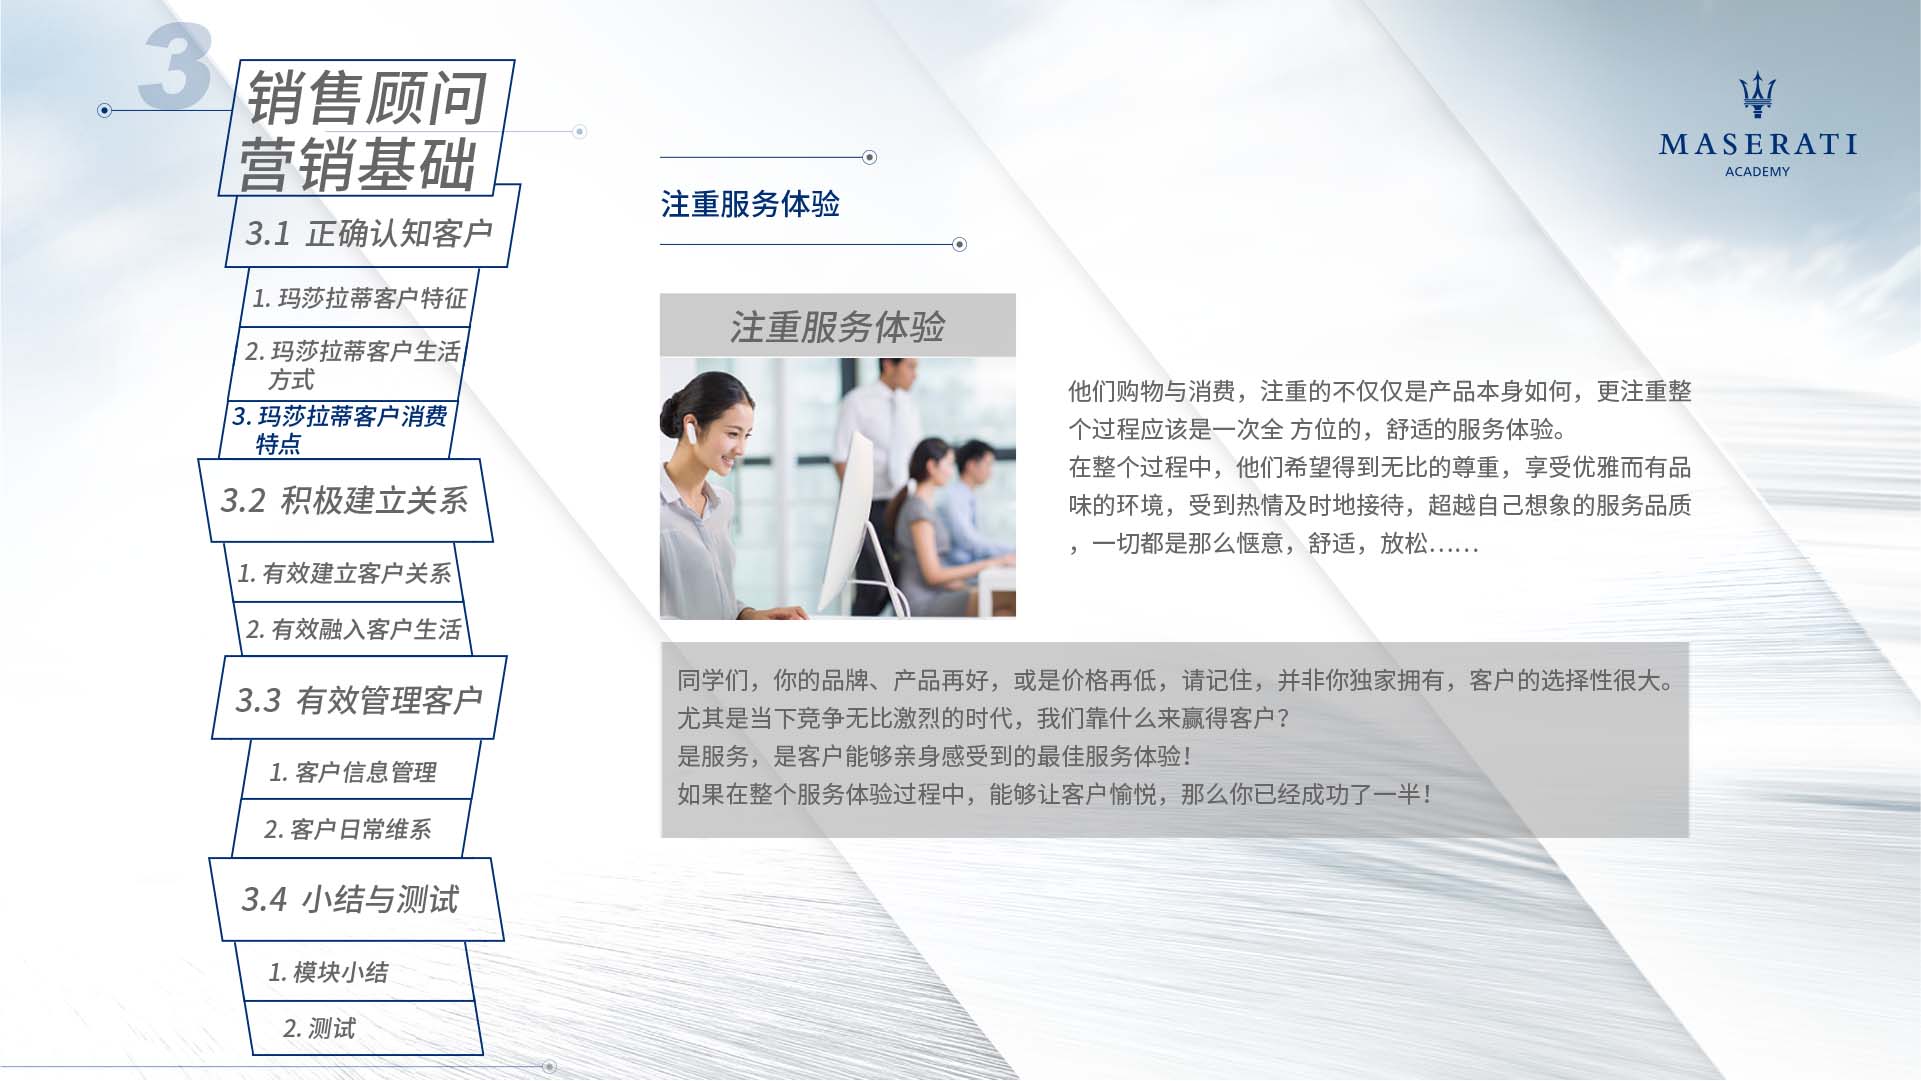 3
销售顾问
营销基础
3.1 正确认知客户
1. 玛莎拉蒂客户特征
2. 玛莎拉蒂客户生活
方式
3. 玛莎拉蒂客户消费
特点
3.2 积极建立关系
1. 有效建立客户关系
2. 有效融入客户生活
3.3 有效管理客户
1. 客户信息管理
2. 客户日常维系
3.4 小结与测试
1. 模块小结
2. 测试
MASERATI
ACADEMY
注重服务体验
注重服务体验
他们购物与消费，注重的不仅仅是产品本身如何，更注重整
个过程应该是一次全 方位的，舒适的服务体验。
在整个过程中，他们希望得到无比的尊重，享受优雅而有品
味的环境，受到热情及时地接待，超越自己想象的服务品质
，一切都是那么惬意，舒适，放松……
同学们，你的品牌、产品再好，或是价格再低，请记住，并非你独家拥有，客户的选择性很大。
尤其是当下竞争无比激烈的时代，我们靠什么来赢得客户？
是服务，是客户能够亲身感受到的最佳服务体验！
如果在整个服务体验过程中，能够让客户愉悦，那么你已经成功了一半！